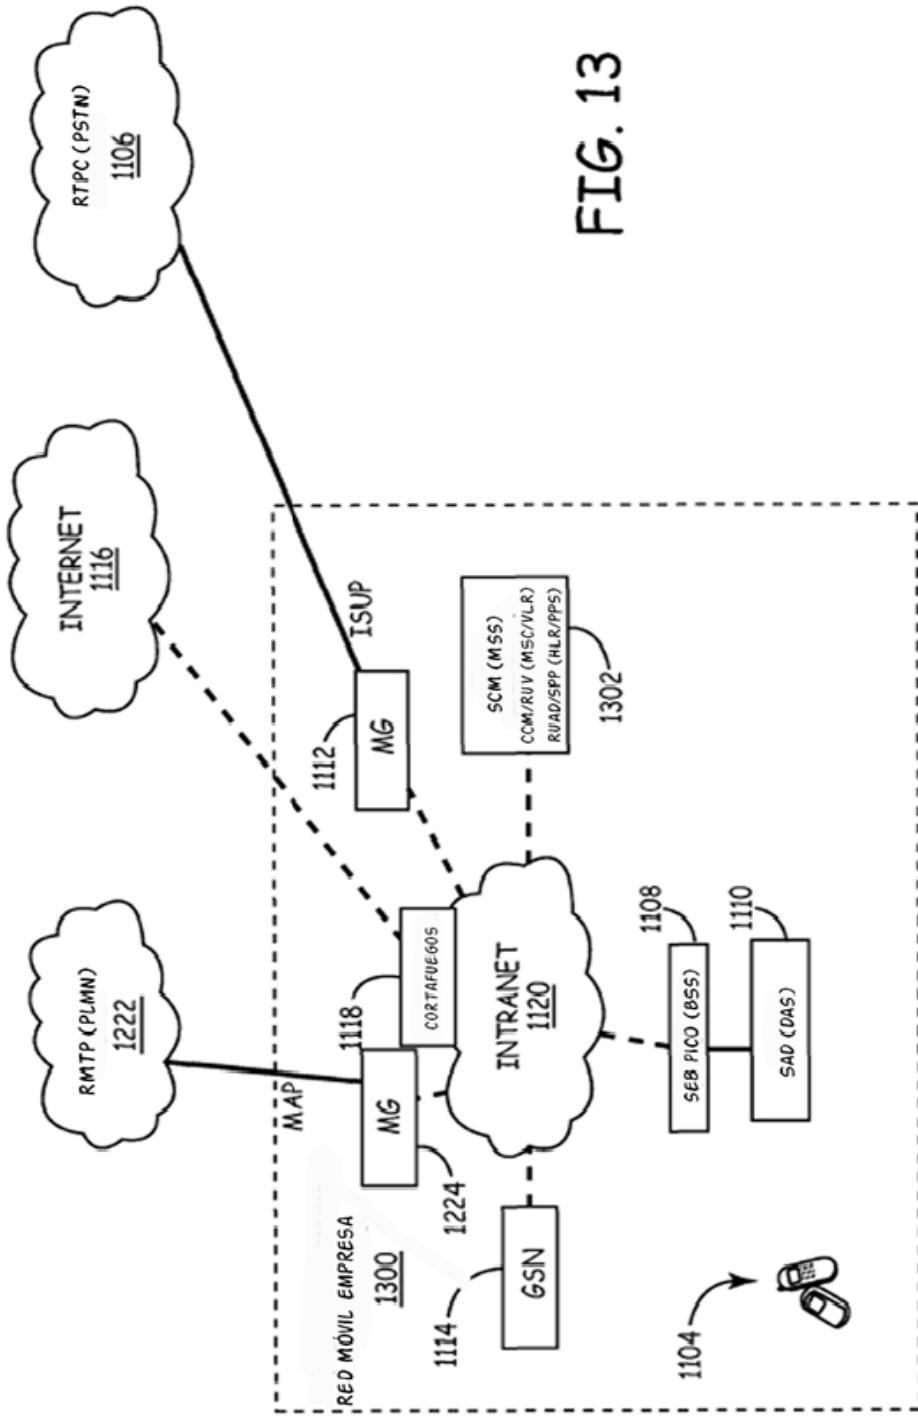 RMTP (PLMN)
1222
INTERNET
1116
RTPC (PSTN)
1106
RED MÓVIL EMPRESA
1300
MAP
MG
1224
1118
CORTAFUEGOS
1112
MG
ISUP
1114
GSN
INTRANET
1120
SCM (MSS)
CCM/RUV (MSC/VLR)
RUAD/SPP (HLR/PPS)
1302
SEB PICO (BSS)
1108
SAD (DAS)
1110
1104
FIG. 13